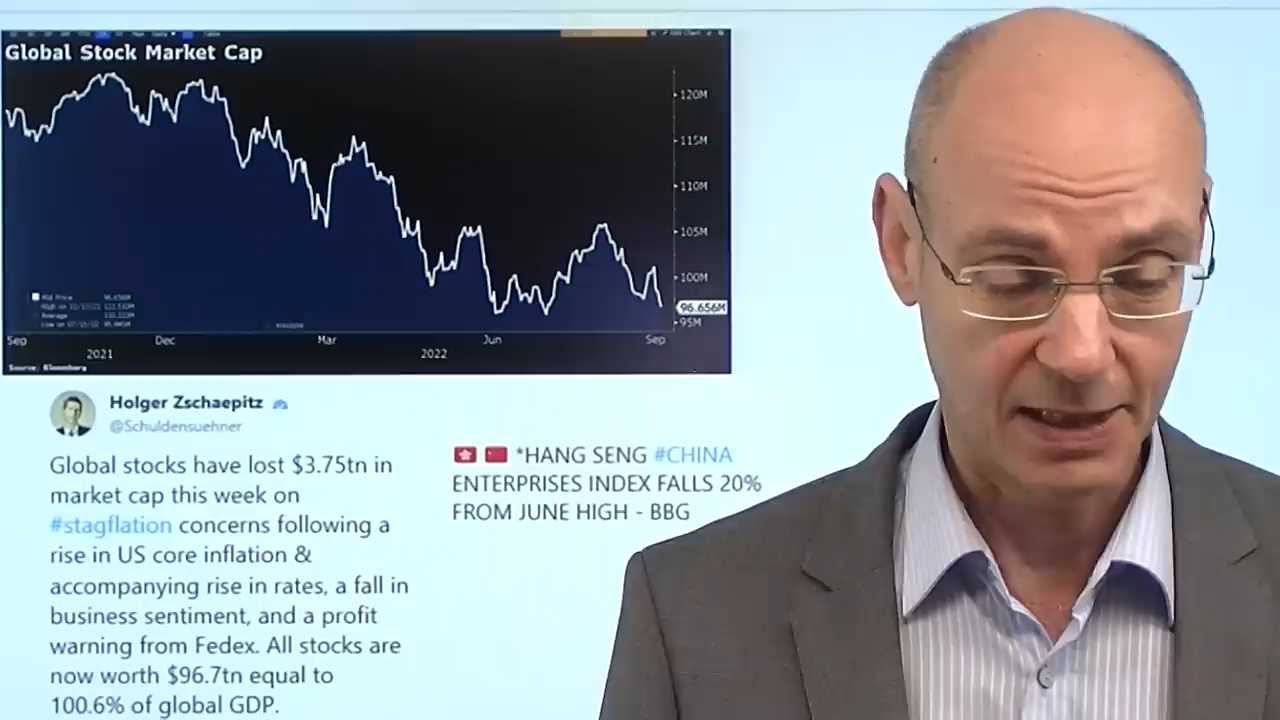 Global Stock Market Cap
120M
115M
110M
105M
100M
96.656M
95M
Sep
Dec
Mar
Jun
Sep
2021
2022
Source: Bloomberg
Holger Zschaepitz
@Schuldensuehner
Global stocks have lost $3.75tn in
market cap this week on
#stagflation concerns following a
rise in US core inflation &
accompanying rise in rates, a fall in
business sentiment, and a profit
warning from Fedex. All stocks are
now worth $96.7tn equal to
100.6% of global GDP.
*HANG SENG #CHINA
ENTERPRISES INDEX FALLS 20%
FROM JUNE HIGH - BBG